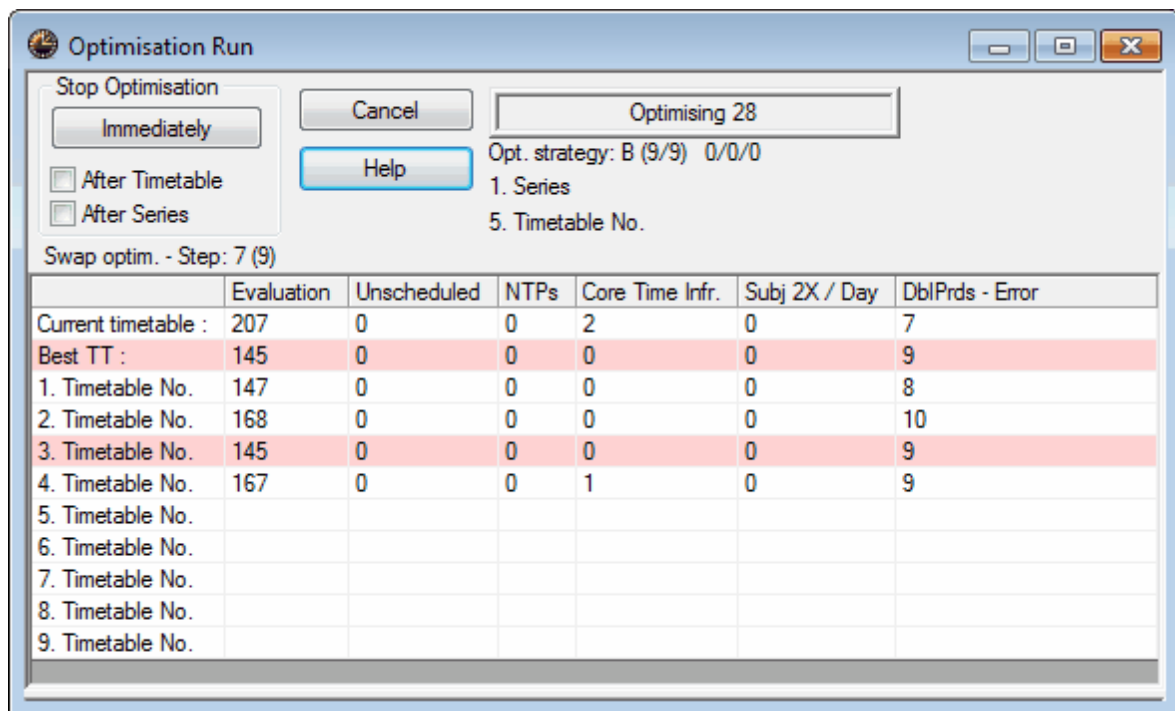 Optimisation Run
Stop Optimisation
Immediately
After Timetable
After Series
Cancel
Help
Optimising 28
Opt. strategy: B (9/9) 0/0/0
1. Series
5. Timetable No.
Swap optim. - Step: 7 (9)
Evaluation Unscheduled NTPs Core Time Infr. Subj 2X / Day DblPrds - Error
Current timetable : 207 0 0 2 0 7
Best TT : 145 0 0 0 0 9
1. Timetable No. 147 0 0 0 0 8
2. Timetable No. 168 0 0 0 0 10
3. Timetable No. 145 0 0 0 0 9
4. Timetable No. 167 0 0 1 0 9
5. Timetable No.
6. Timetable No.
7. Timetable No.
8. Timetable No.
9. Timetable No.